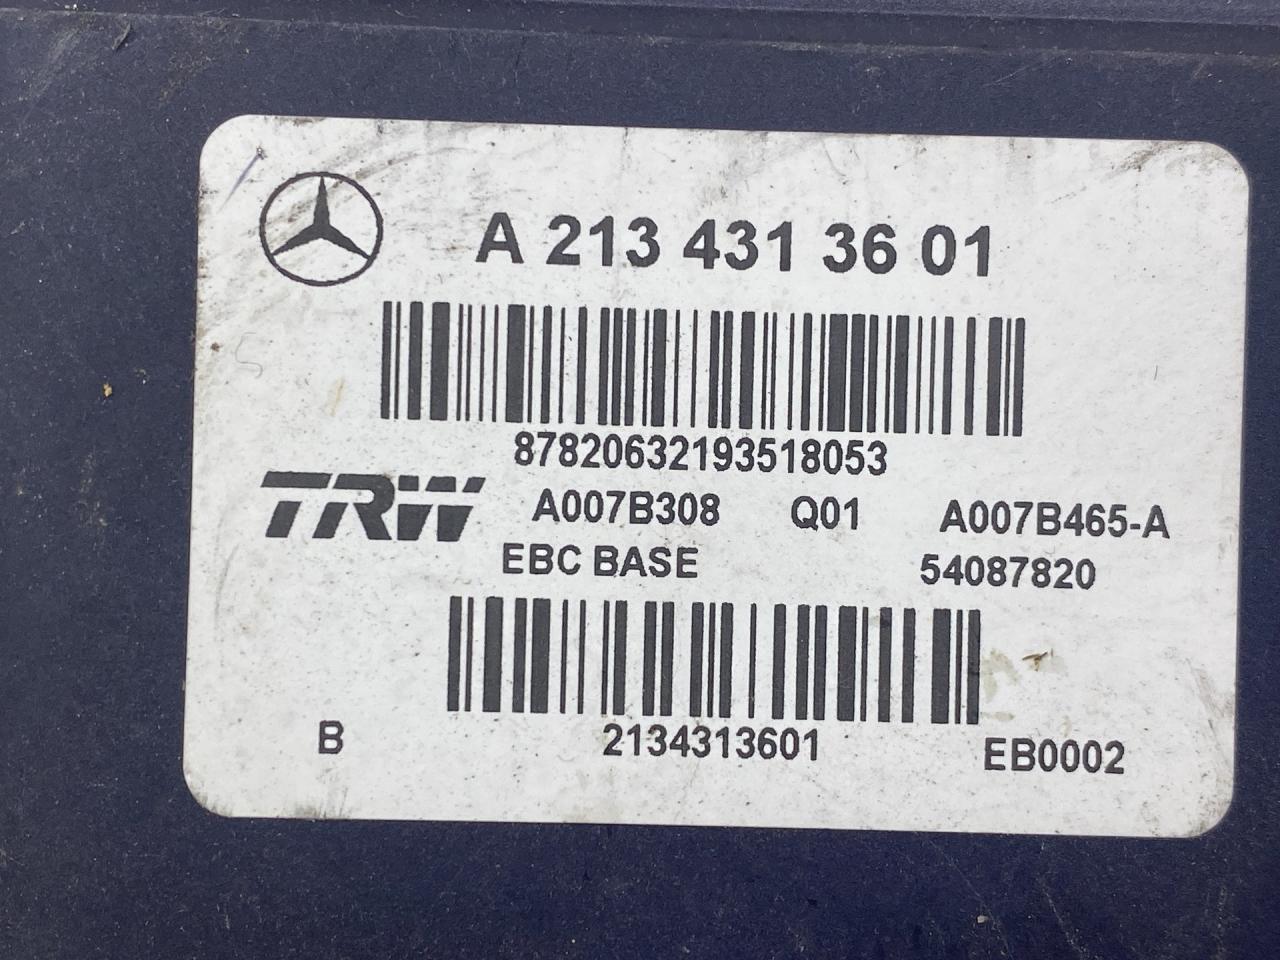 A 213 431 36 01
87820632193518053
TRW A007B308 Q01 A007B465-A
EBC BASE 54087820
B 2134313601 EB0002